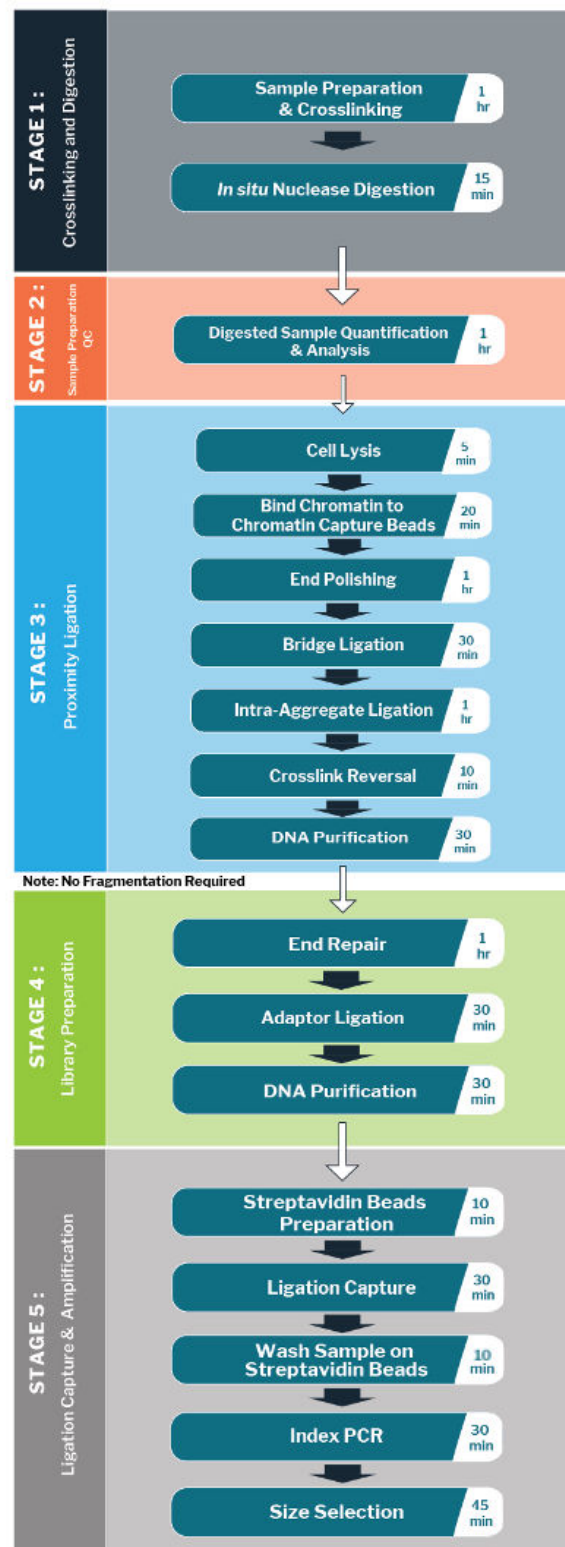 STAGE 1 :
Crosslinking and Digestion
Sample Preparation
& Crosslinking
1
hr
In situ Nuclease Digestion
15
min
STAGE 2 :
Sample Preparation
QC
Digested Sample Quantification
& Analysis
1
hr
STAGE 3 :
Proximity Ligation
Cell Lysis
5
min
Bind Chromatin to
Chromatin Capture Beads
20
min
End Polishing
1
hr
Bridge Ligation
30
min
Intra-Aggregate Ligation
1
hr
Crosslink Reversal
10
min
DNA Purification
30
min
Note: No Fragmentation Required
STAGE 4 :
Library Preparation
End Repair
1
hr
Adaptor Ligation
30
min
DNA Purification
30
min
STAGE 5 :
Ligation Capture & Amplification
Streptavidin Beads
Preparation
10
min
Ligation Capture
30
min
Wash Sample on
Streptavidin Beads
10
min
Index PCR
30
min
Size Selection
45
min